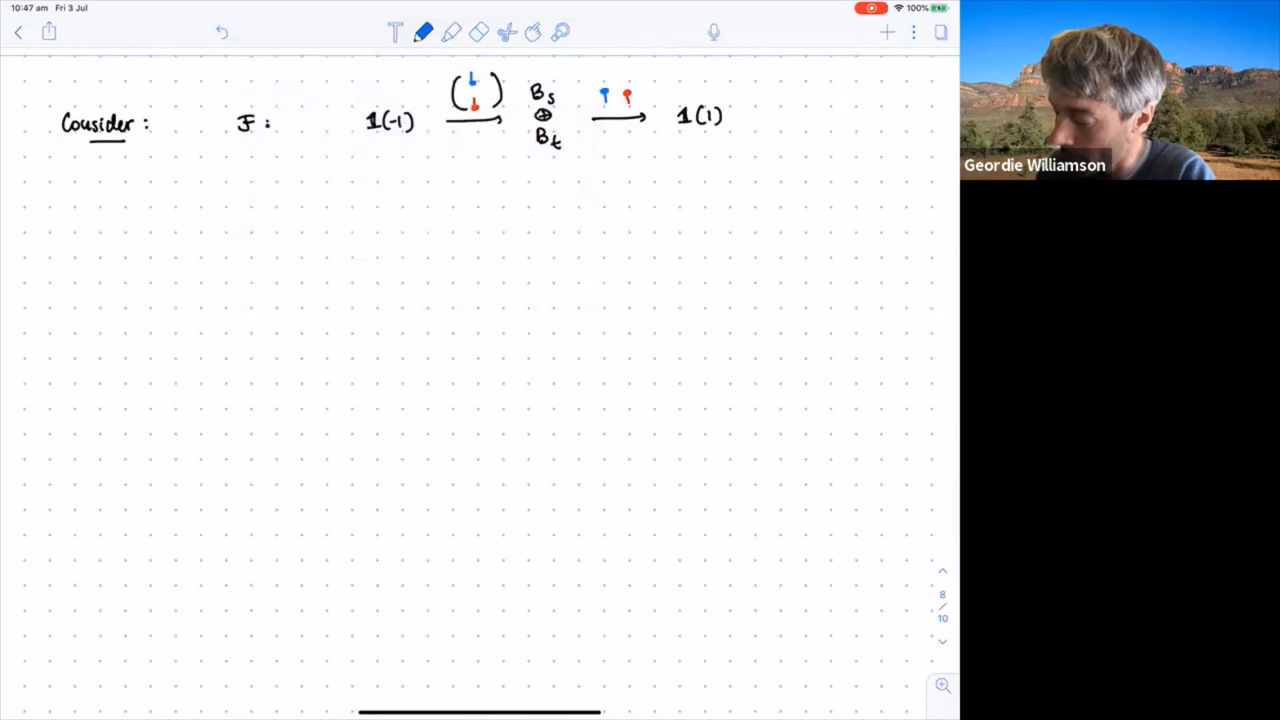 10:47 am Fri 3 Jul
100%
T
Consider : F : 𝟙(-1) → B_s ⊕ B_t → 𝟙(1)
8
/
10
Geordie Williamson